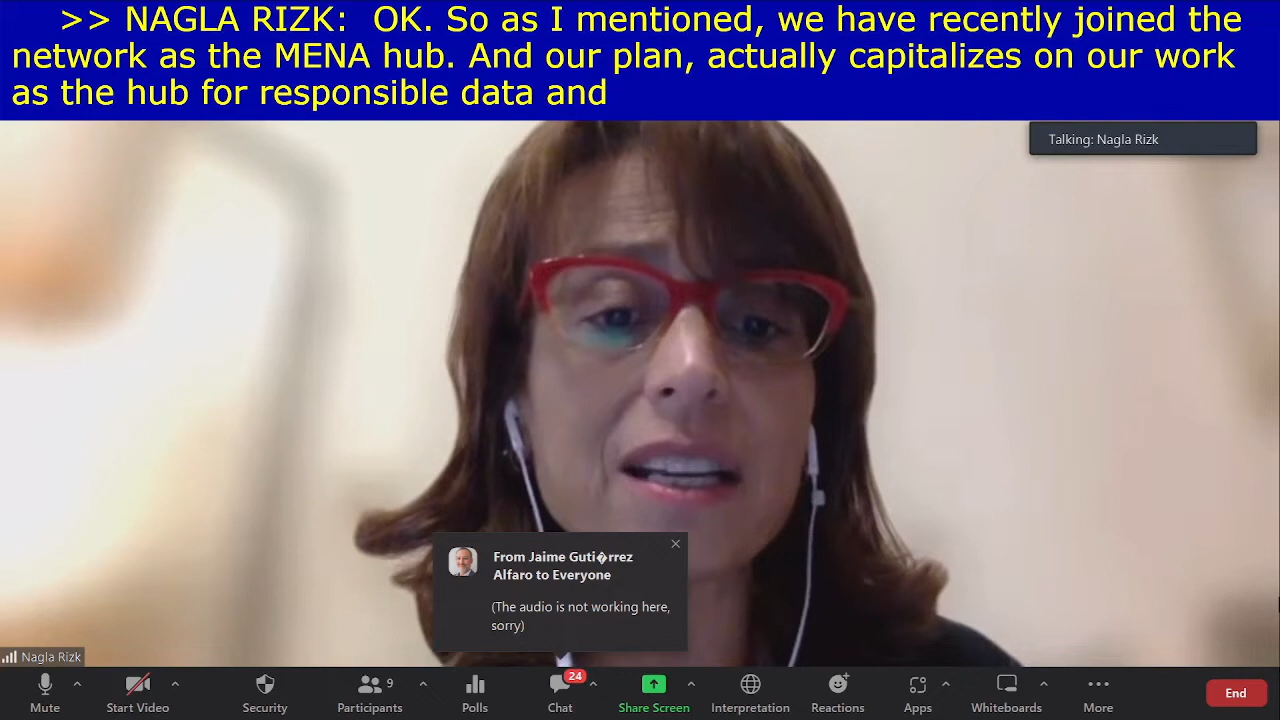 >> NAGLA RIZK:  OK. So as I mentioned, we have recently joined the
network as the MENA hub. And our plan, actually capitalizes on our work
as the hub for responsible data and
Talking: Nagla Rizk
From Jaime Guti�rrez
Alfaro to Everyone
(The audio is not working here,
sorry)
Nagla Rizk
9
24
Mute
Start Video
Security
Participants
Polls
Chat
Share Screen
Interpretation
Reactions
Apps
Whiteboards
More
End